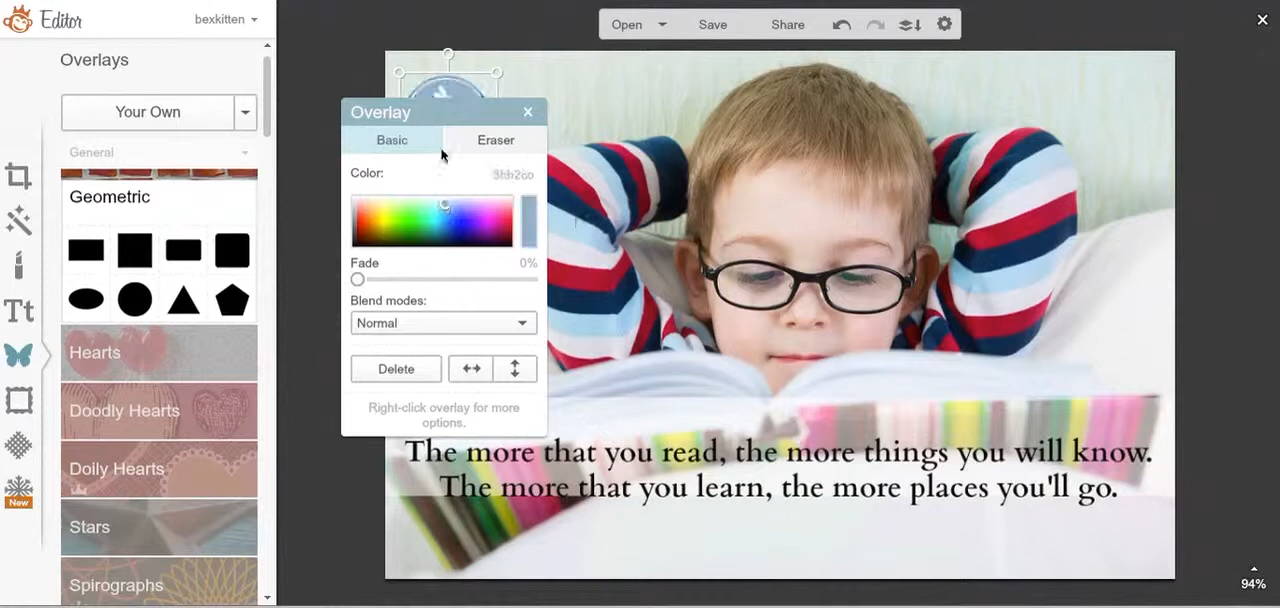 Editor
bexkitten
Open
Save
Share
Overlays
Your Own
General
Geometric
Hearts
Doodly Hearts
Doily Hearts
Stars
Spirographs
New
Overlay
Basic
Eraser
Color:
Fade
0%
Blend modes:
Normal
Delete
Right-click overlay for more
options.
The more that you read, the more things you will know.
The more that you learn, the more places you'll go.
94%